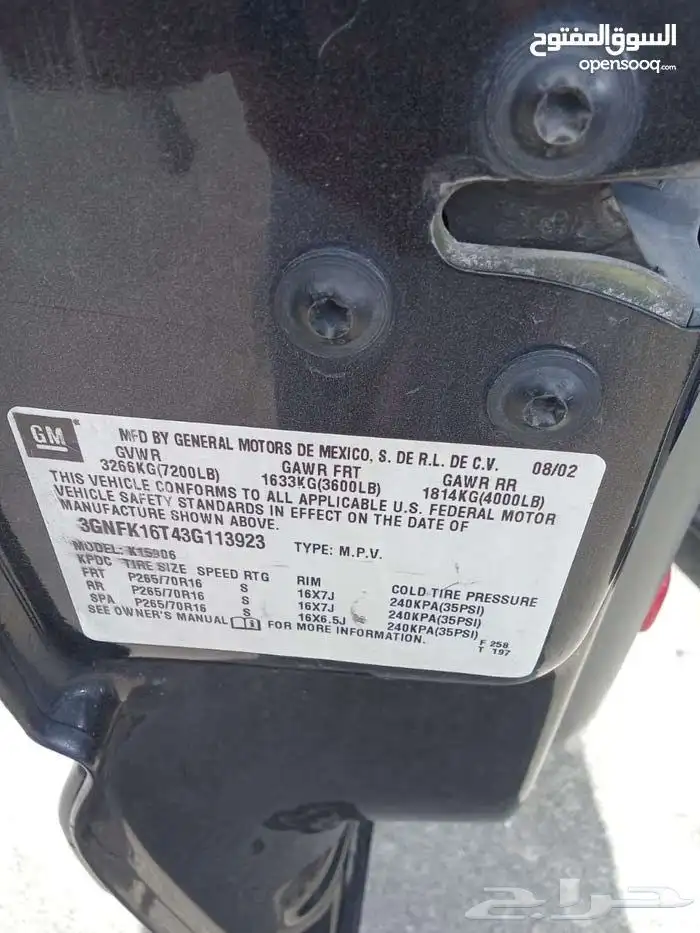 السوق المفتوح
opensooq.com
GM
MFD BY GENERAL MOTORS DE MEXICO, S. DE R.L. DE C.V. 08/02
GVWR GAWR FRT GAWR RR
3266KG(7200LB) 1633KG(3600LB) 1814KG(4000LB)
THIS VEHICLE CONFORMS TO ALL APPLICABLE U.S. FEDERAL MOTOR
VEHICLE SAFETY STANDARDS IN EFFECT ON THE DATE OF
MANUFACTURE SHOWN ABOVE.
3GNFK16T43G113923
TYPE: M.P.V.
MODEL: K15906
KPDC TIRE SIZE SPEED RTG RIM COLD TIRE PRESSURE
FRT P265/70R16 S 16X7J 240KPA(35PSI)
RR P265/70R16 S 16X7J 240KPA(35PSI)
SPA P265/70R16 S 16X6.5J 240KPA(35PSI)
SEE OWNER'S MANUAL FOR MORE INFORMATION.
F 258
T 197
حراج